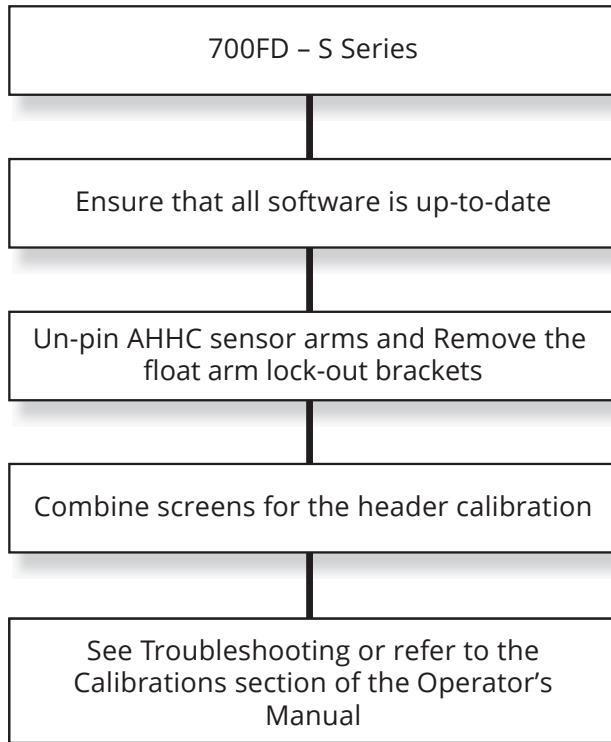 700FD – S Series
Ensure that all software is up-to-date
Un-pin AHHC sensor arms and Remove the
float arm lock-out brackets
Combine screens for the header calibration
See Troubleshooting or refer to the
Calibrations section of the Operator’s
Manual